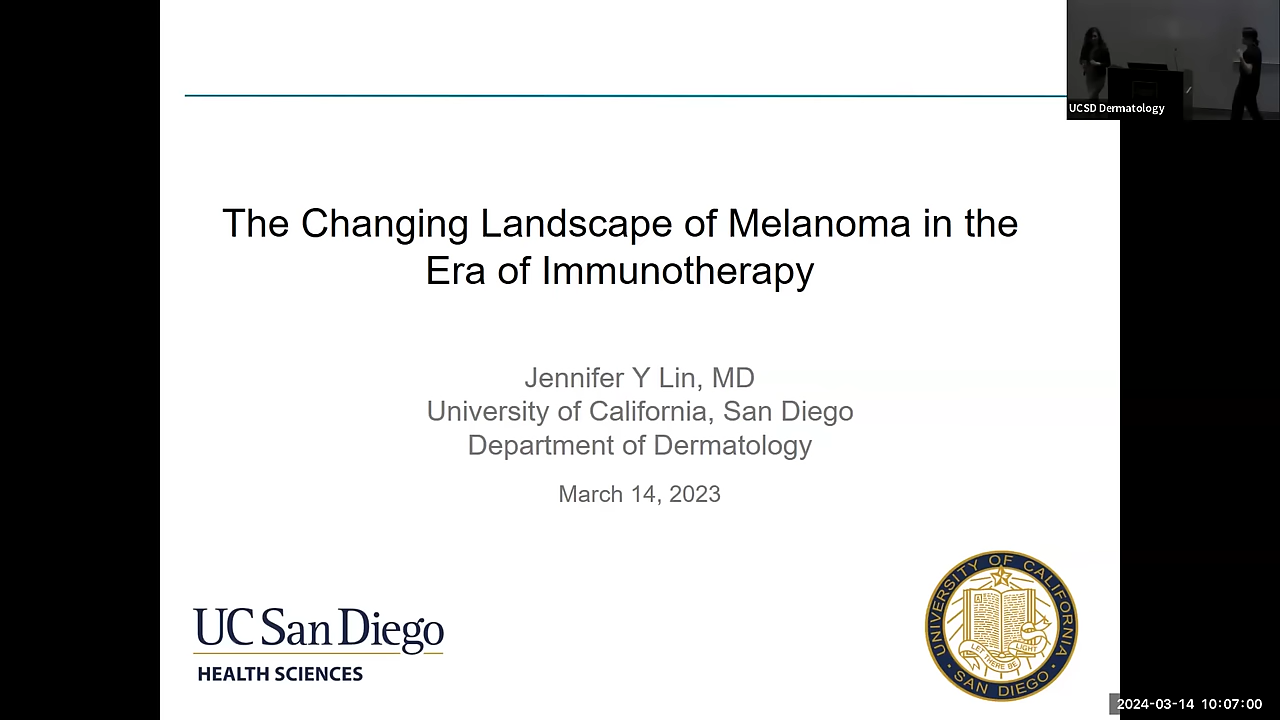 UCSD Dermatology
The Changing Landscape of Melanoma in the
Era of Immunotherapy
Jennifer Y Lin, MD
University of California, San Diego
Department of Dermatology
March 14, 2023
UC San Diego
HEALTH SCIENCES
UNIVERSITY OF CALIFORNIA
LET THERE BE LIGHT
SAN DIEGO
2024-03-14 10:07:00